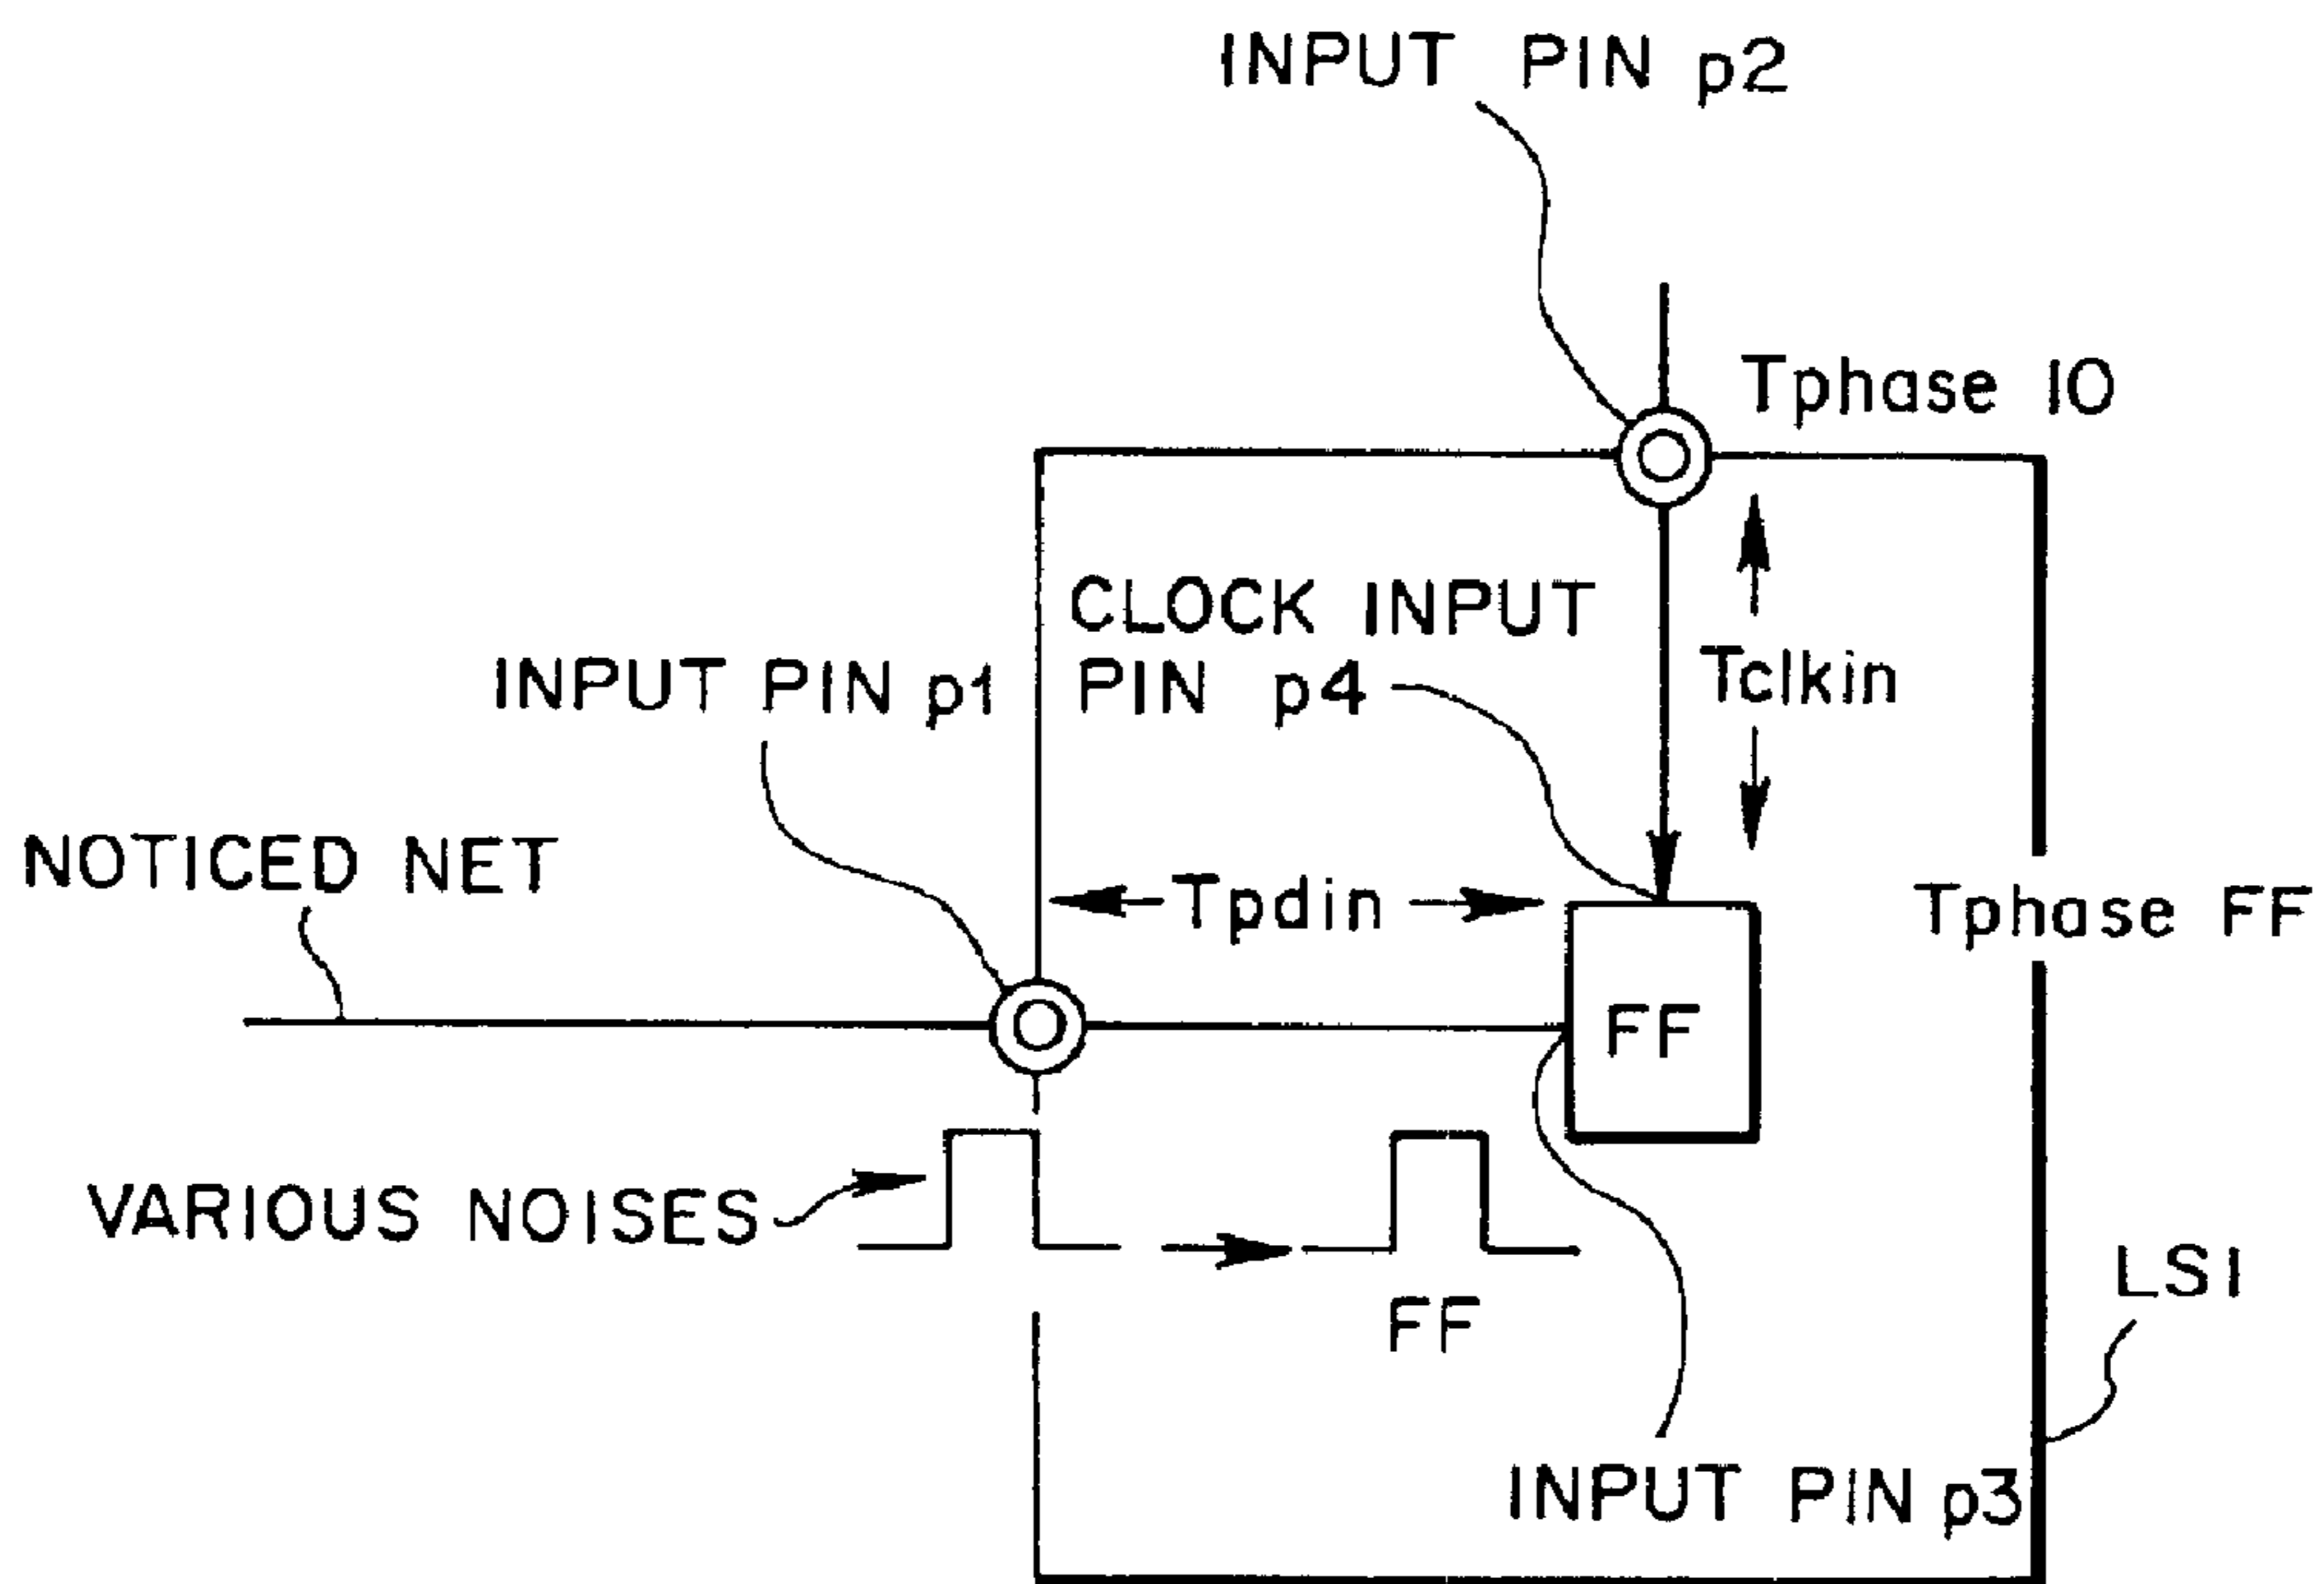 INPUT PIN p2
Tphase IO
CLOCK INPUT
PIN p4
INPUT PIN p1
Tclkin
NOTICED NET
Tpdin
Tphase FF
FF
VARIOUS NOISES
LSI
FF
INPUT PIN p3